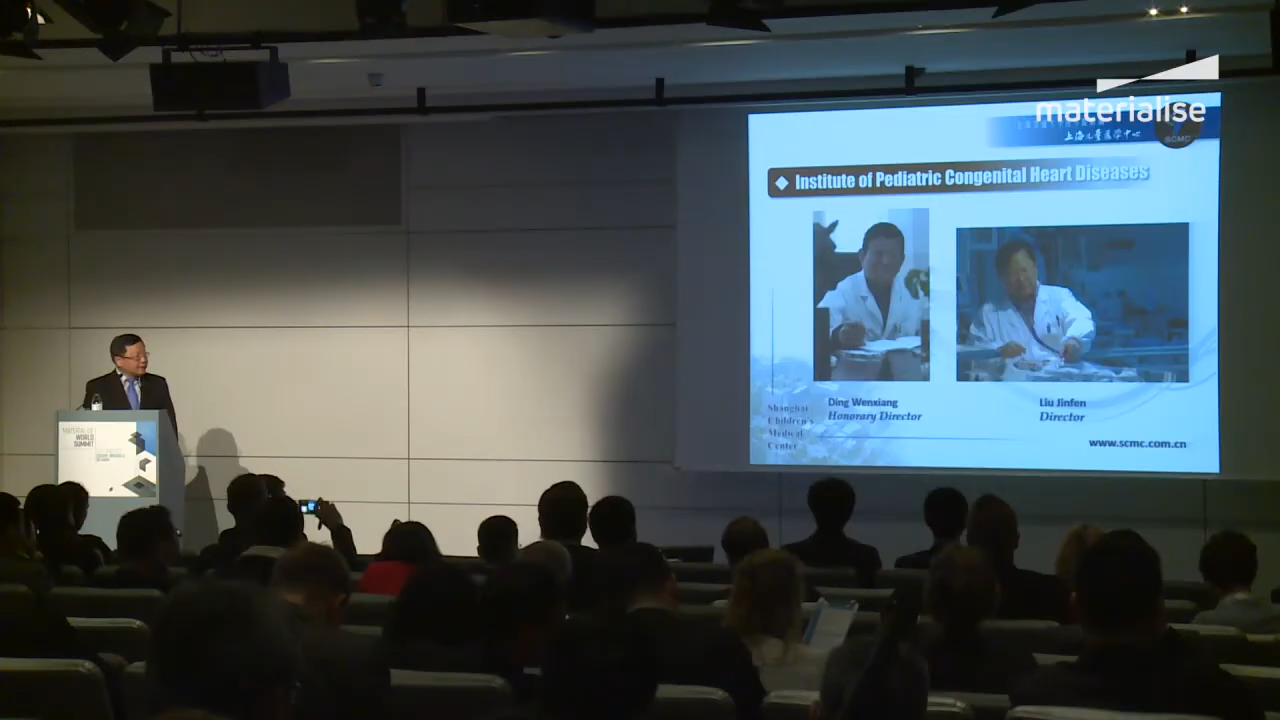 materialise
上海儿童医学中心
SCMC
Institute of Pediatric Congenital Heart Diseases
Ding Wenxiang
Honorary Director
Liu Jinfen
Director
Shanghai
Children's
Medical
Center
www.scmc.com.cn
MATERIALISE
WORLD
SUMMIT